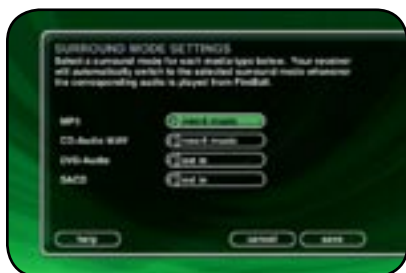 SURROUND MODE SETTINGS
Select a surround mode for each media type below. Your receiver
will automatically switch to the selected surround mode whenever
the corresponding audio is played from FireBall.
MP3
CD-Audio WAV
DVD-Audio
SACD
help
cancel
save